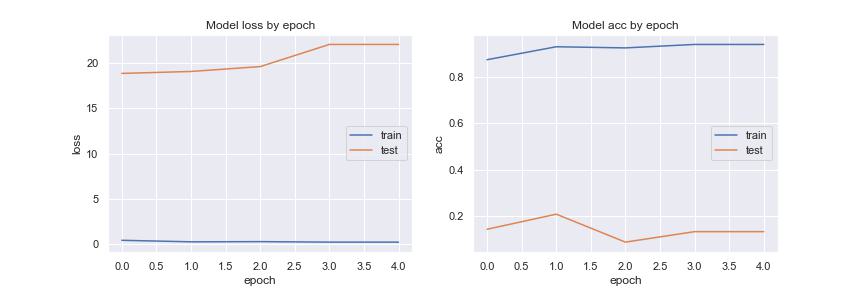 Model loss by epoch
20
15
10
5
0
loss
0.0 0.5 1.0 1.5 2.0 2.5 3.0 3.5 4.0
epoch
train
test
Model acc by epoch
0.8
0.6
0.4
0.2
acc
0.0 0.5 1.0 1.5 2.0 2.5 3.0 3.5 4.0
epoch
train
test